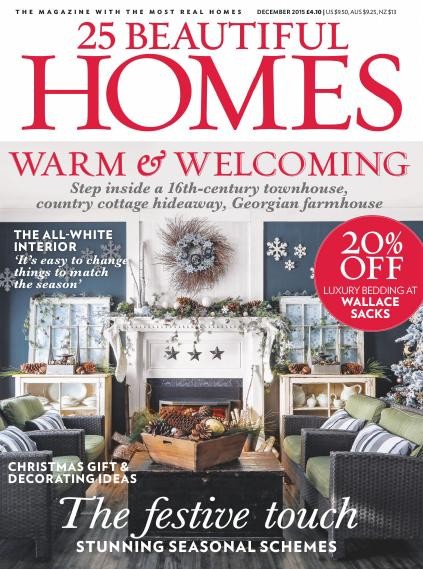 THE MAGAZINE WITH THE MOST REAL HOMES
DECEMBER 2015 £4.10 | US $9.50, AUS $9.25, NZ $13
25 BEAUTIFUL
HOMES
WARM & WELCOMING
Step inside a 16th-century townhouse,
country cottage hideaway, Georgian farmhouse
THE ALL-WHITE
INTERIOR
'It's easy to change
things to match
the season'
20%
OFF
LUXURY BEDDING AT
WALLACE
SACKS
CHRISTMAS GIFT &
DECORATING IDEAS
The festive touch
STUNNING SEASONAL SCHEMES